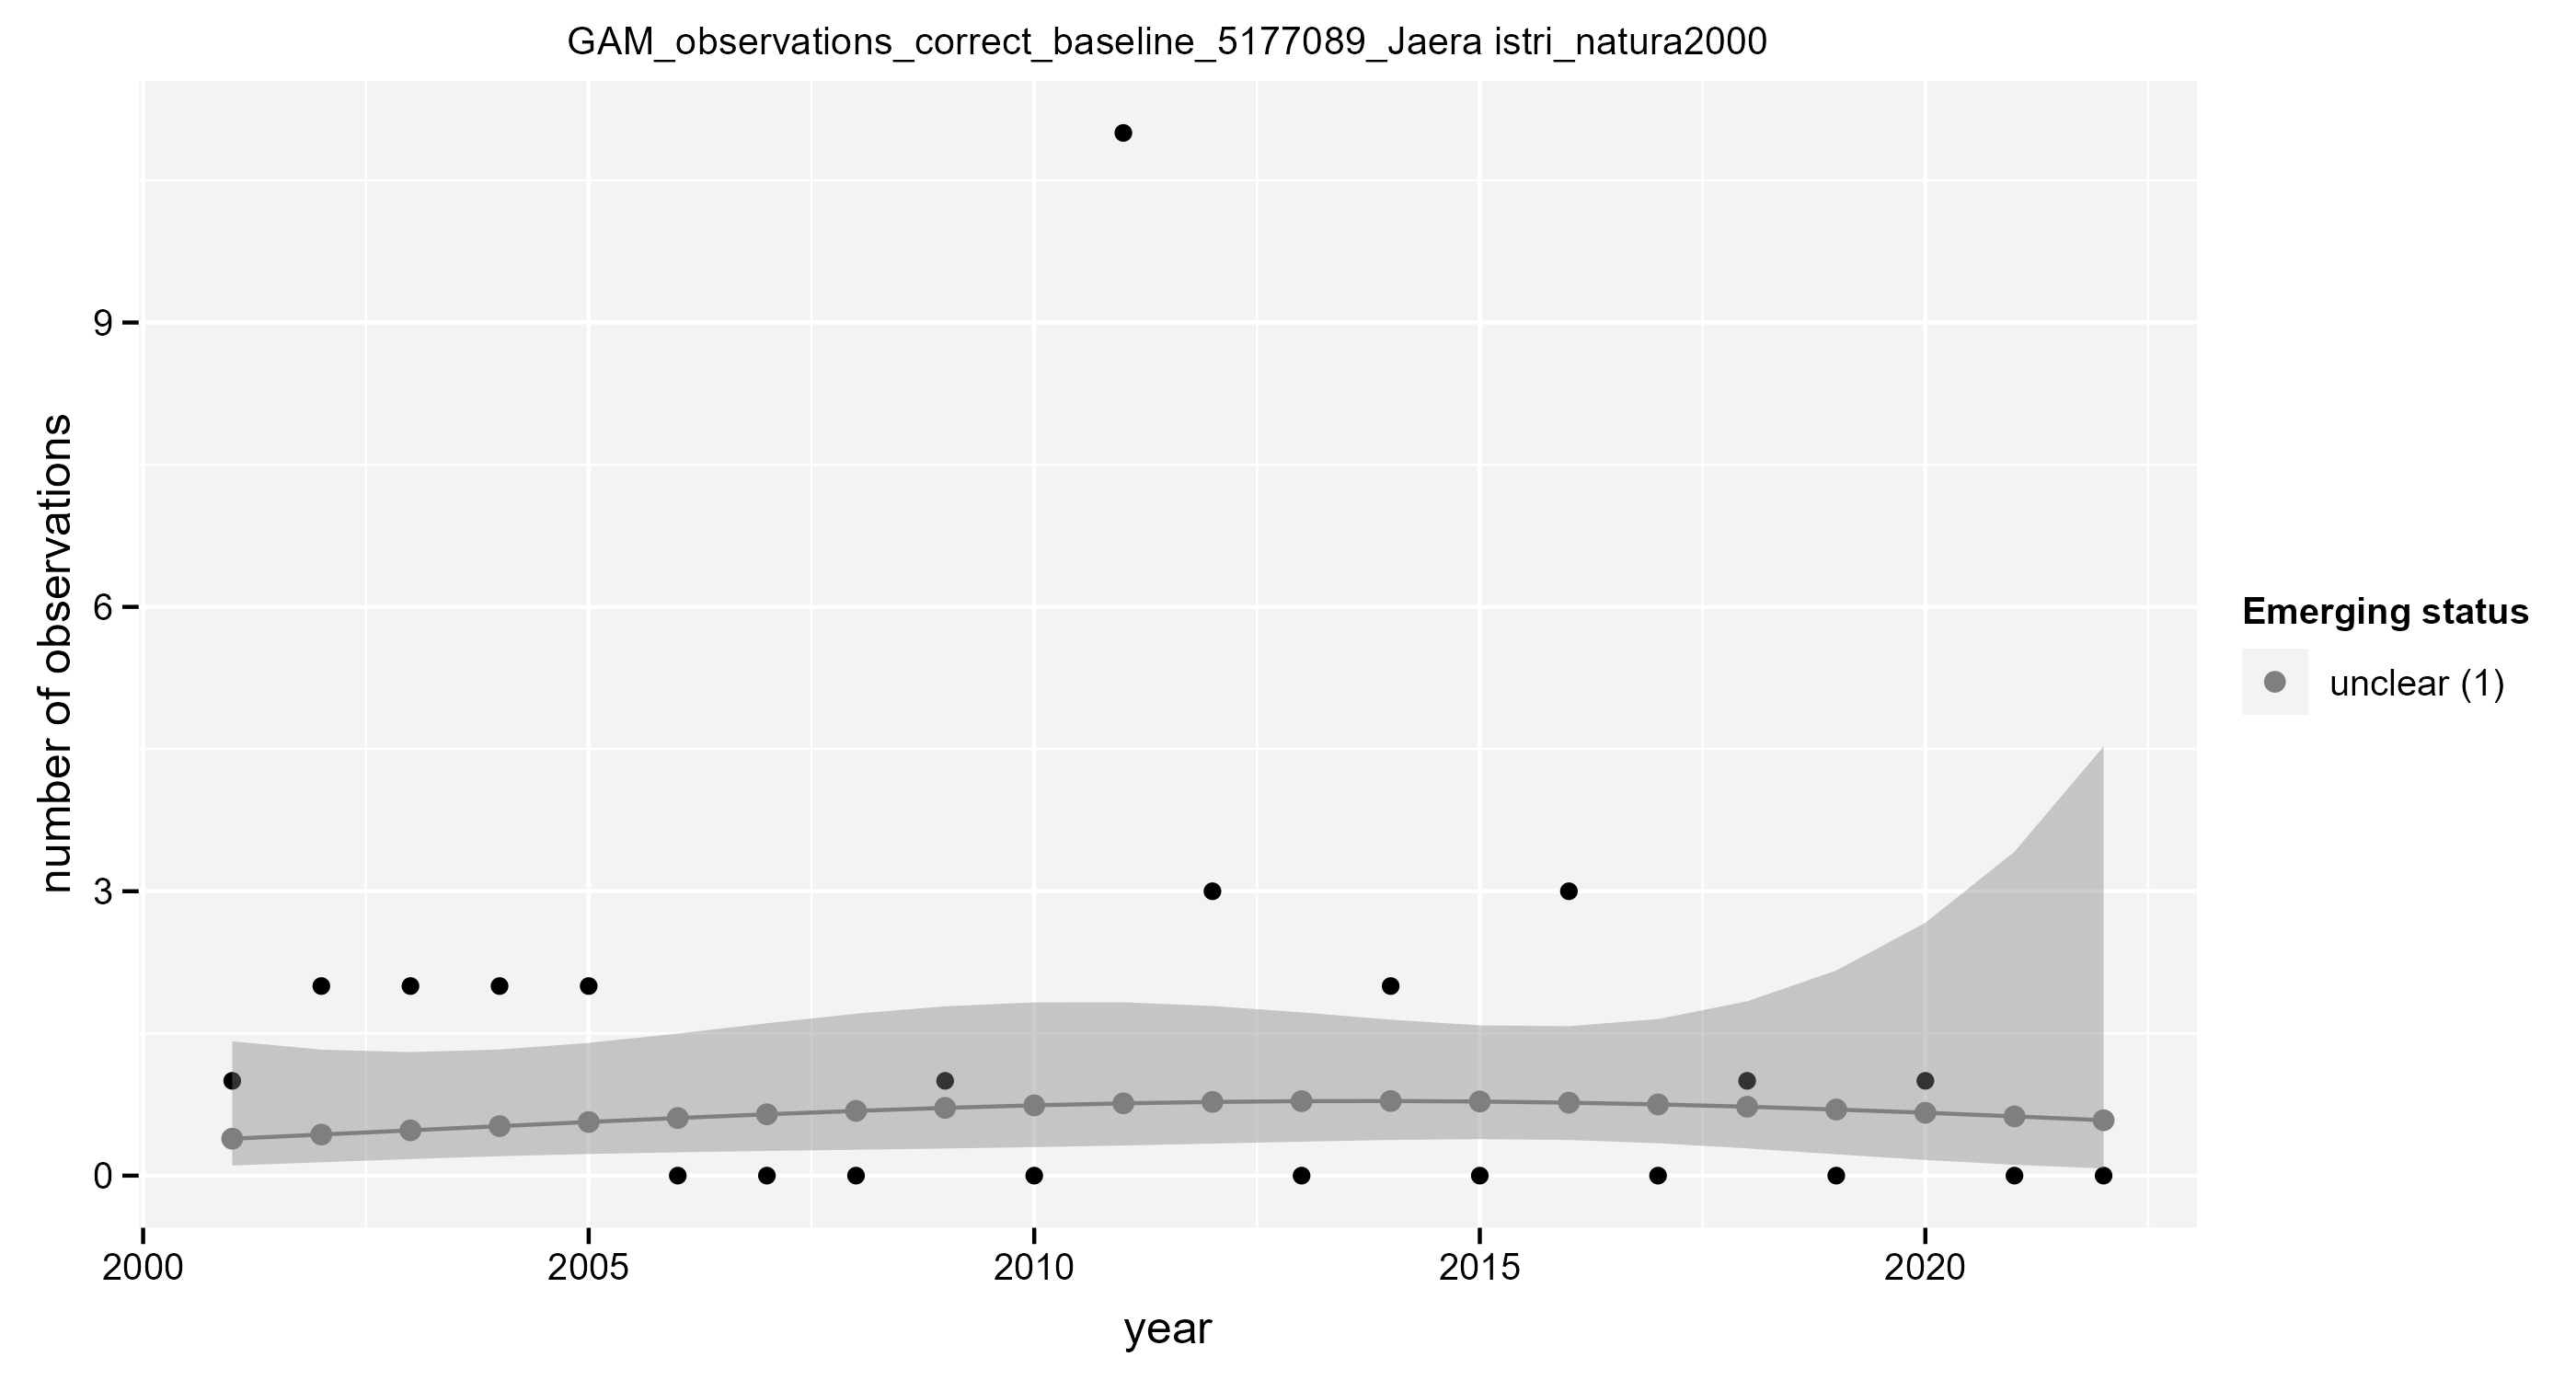 GAM_observations_correct_baseline_5177089_Jaera istri_natura2000
number of observations
9
6
3
0
2000
2005
2010
2015
2020
year
Emerging status
unclear (1)